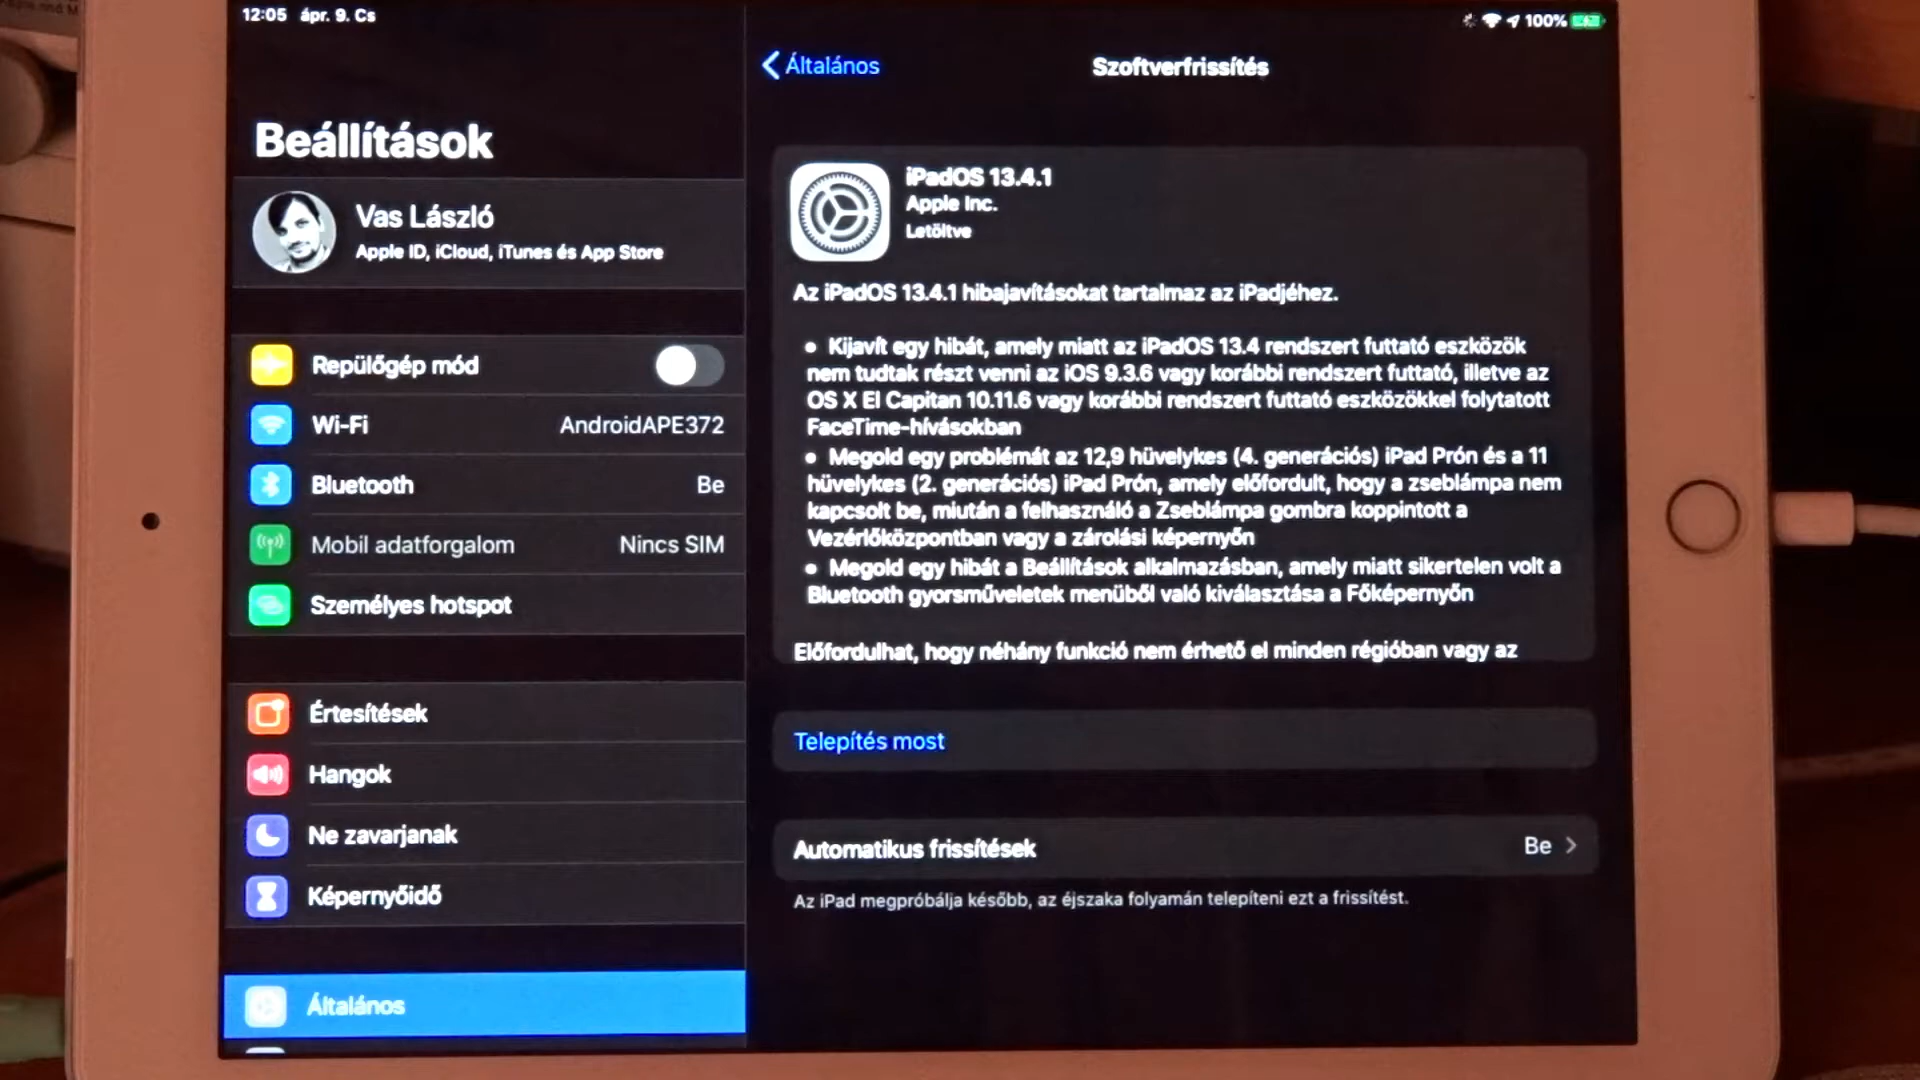 12:05 ápr. 9. Cs
100%
Beállítások
Vas László
Apple ID, iCloud, iTunes és App Store
Repülőgép mód
Wi-Fi AndroidAPE372
Bluetooth Be
Mobil adatforgalom Nincs SIM
Személyes hotspot
Értesítések
Hangok
Ne zavarjanak
Képernyőidő
Általános
Általános
Szoftverfrissítés
iPadOS 13.4.1
Apple Inc.
Letöltve
Az iPadOS 13.4.1 hibajavításokat tartalmaz az iPadjéhez.
• Kijavít egy hibát, amely miatt az iPadOS 13.4 rendszert futtató eszközök
nem tudtak részt venni az iOS 9.3.6 vagy korábbi rendszert futtató, illetve az
OS X El Capitan 10.11.6 vagy korábbi rendszert futtató eszközökkel folytatott
FaceTime-hívásokban
• Megold egy problémát az 12,9 hüvelykes (4. generációs) iPad Prón és a 11
hüvelykes (2. generációs) iPad Prón, amely előfordult, hogy a zseblámpa nem
kapcsolt be, miután a felhasználó a Zseblámpa gombra koppintott a
Vezérlőközpontban vagy a zárolási képernyőn
• Megold egy hibát a Beállítások alkalmazásban, amely miatt sikertelen volt a
Bluetooth gyorsműveletek menüből való kiválasztása a Főképernyőn
Előfordulhat, hogy néhány funkció nem érhető el minden régióban vagy az
Telepítés most
Automatikus frissítések Be
Az iPad megpróbálja később, az éjszaka folyamán telepíteni ezt a frissítést.